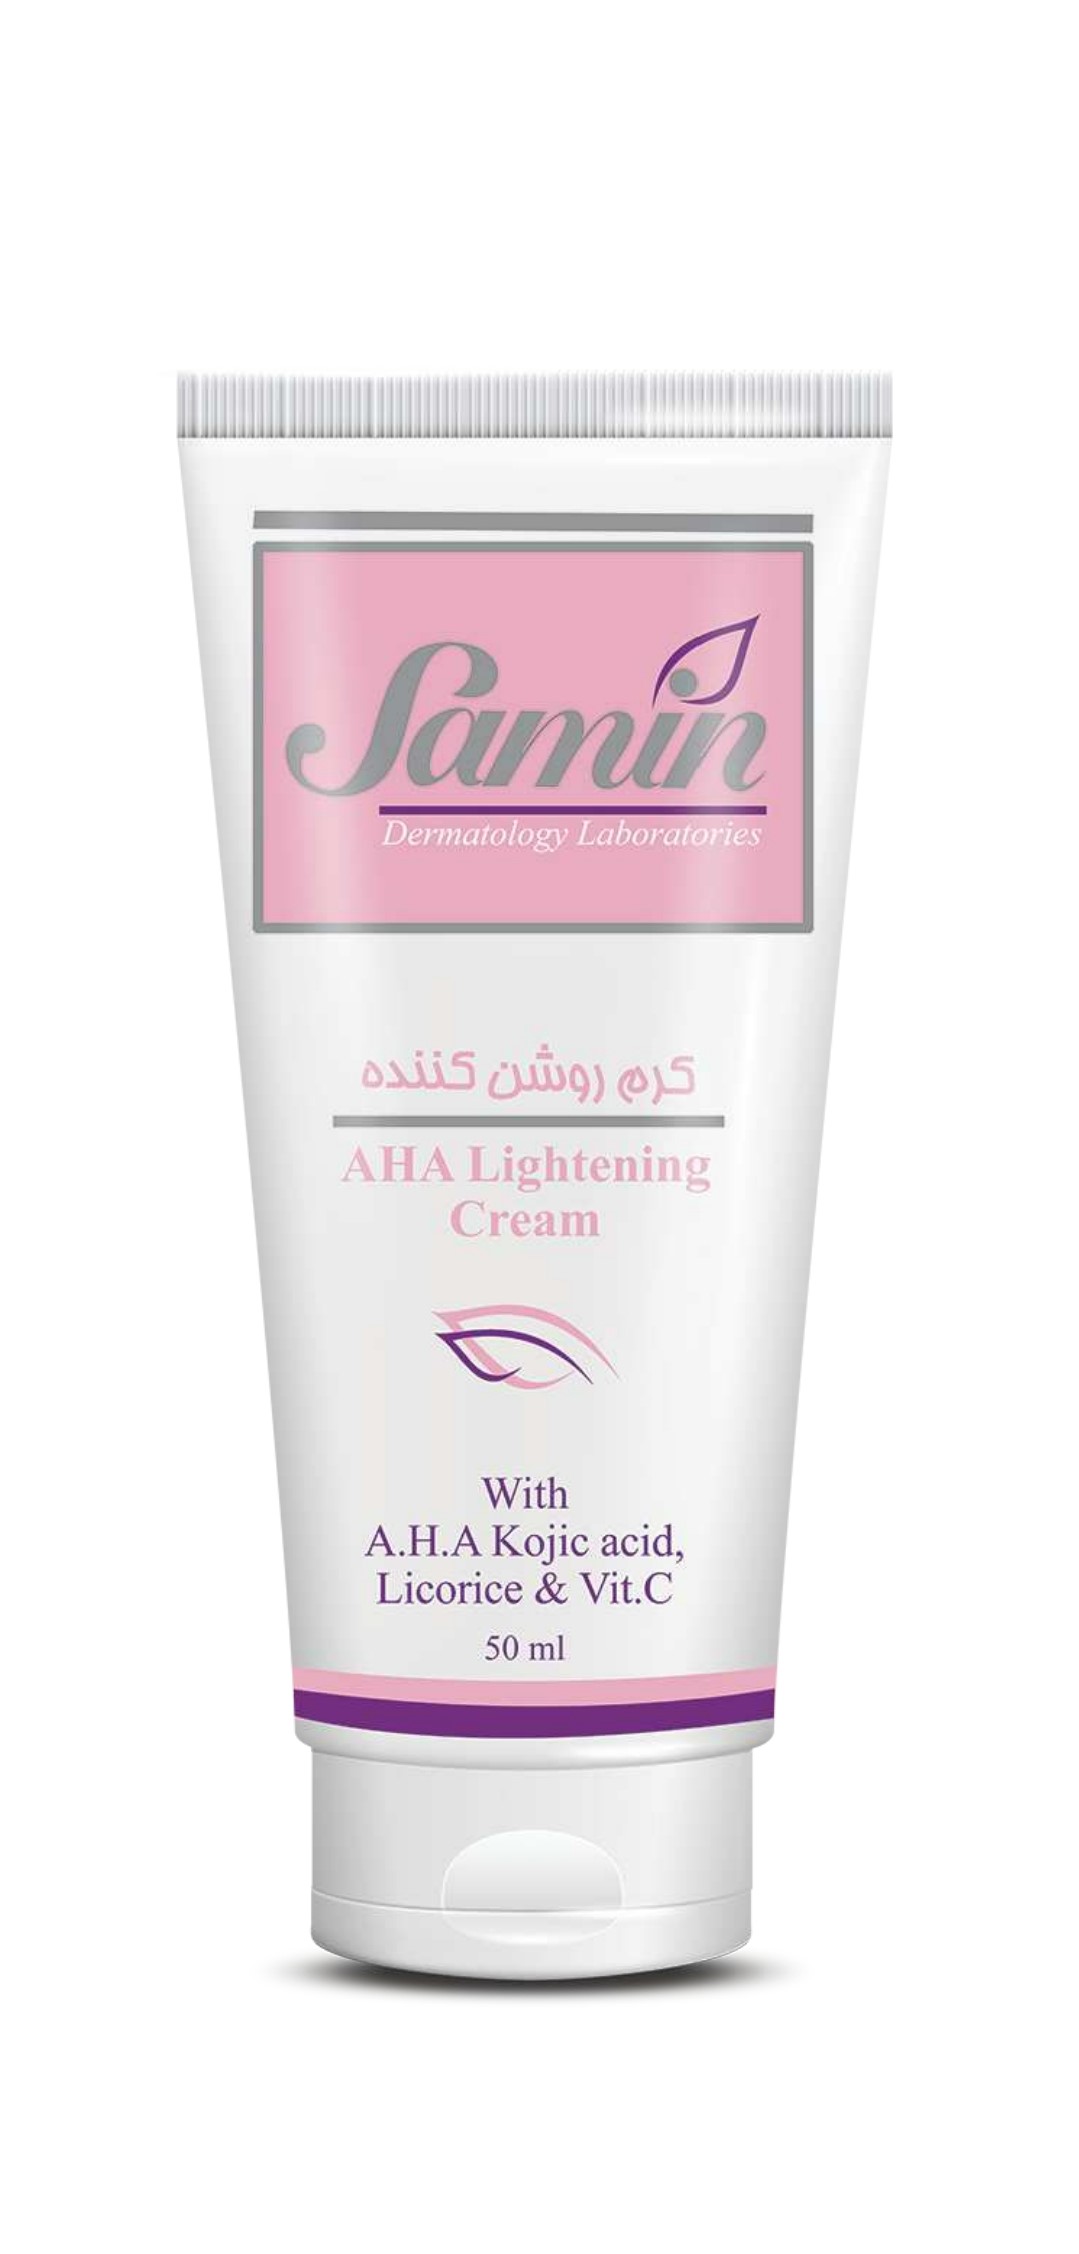 Samin
Dermatology Laboratories
کرم روشن کننده
AHA Lightening
Cream
With
A.H.A Kojic acid,
Licorice & Vit.C
50 ml